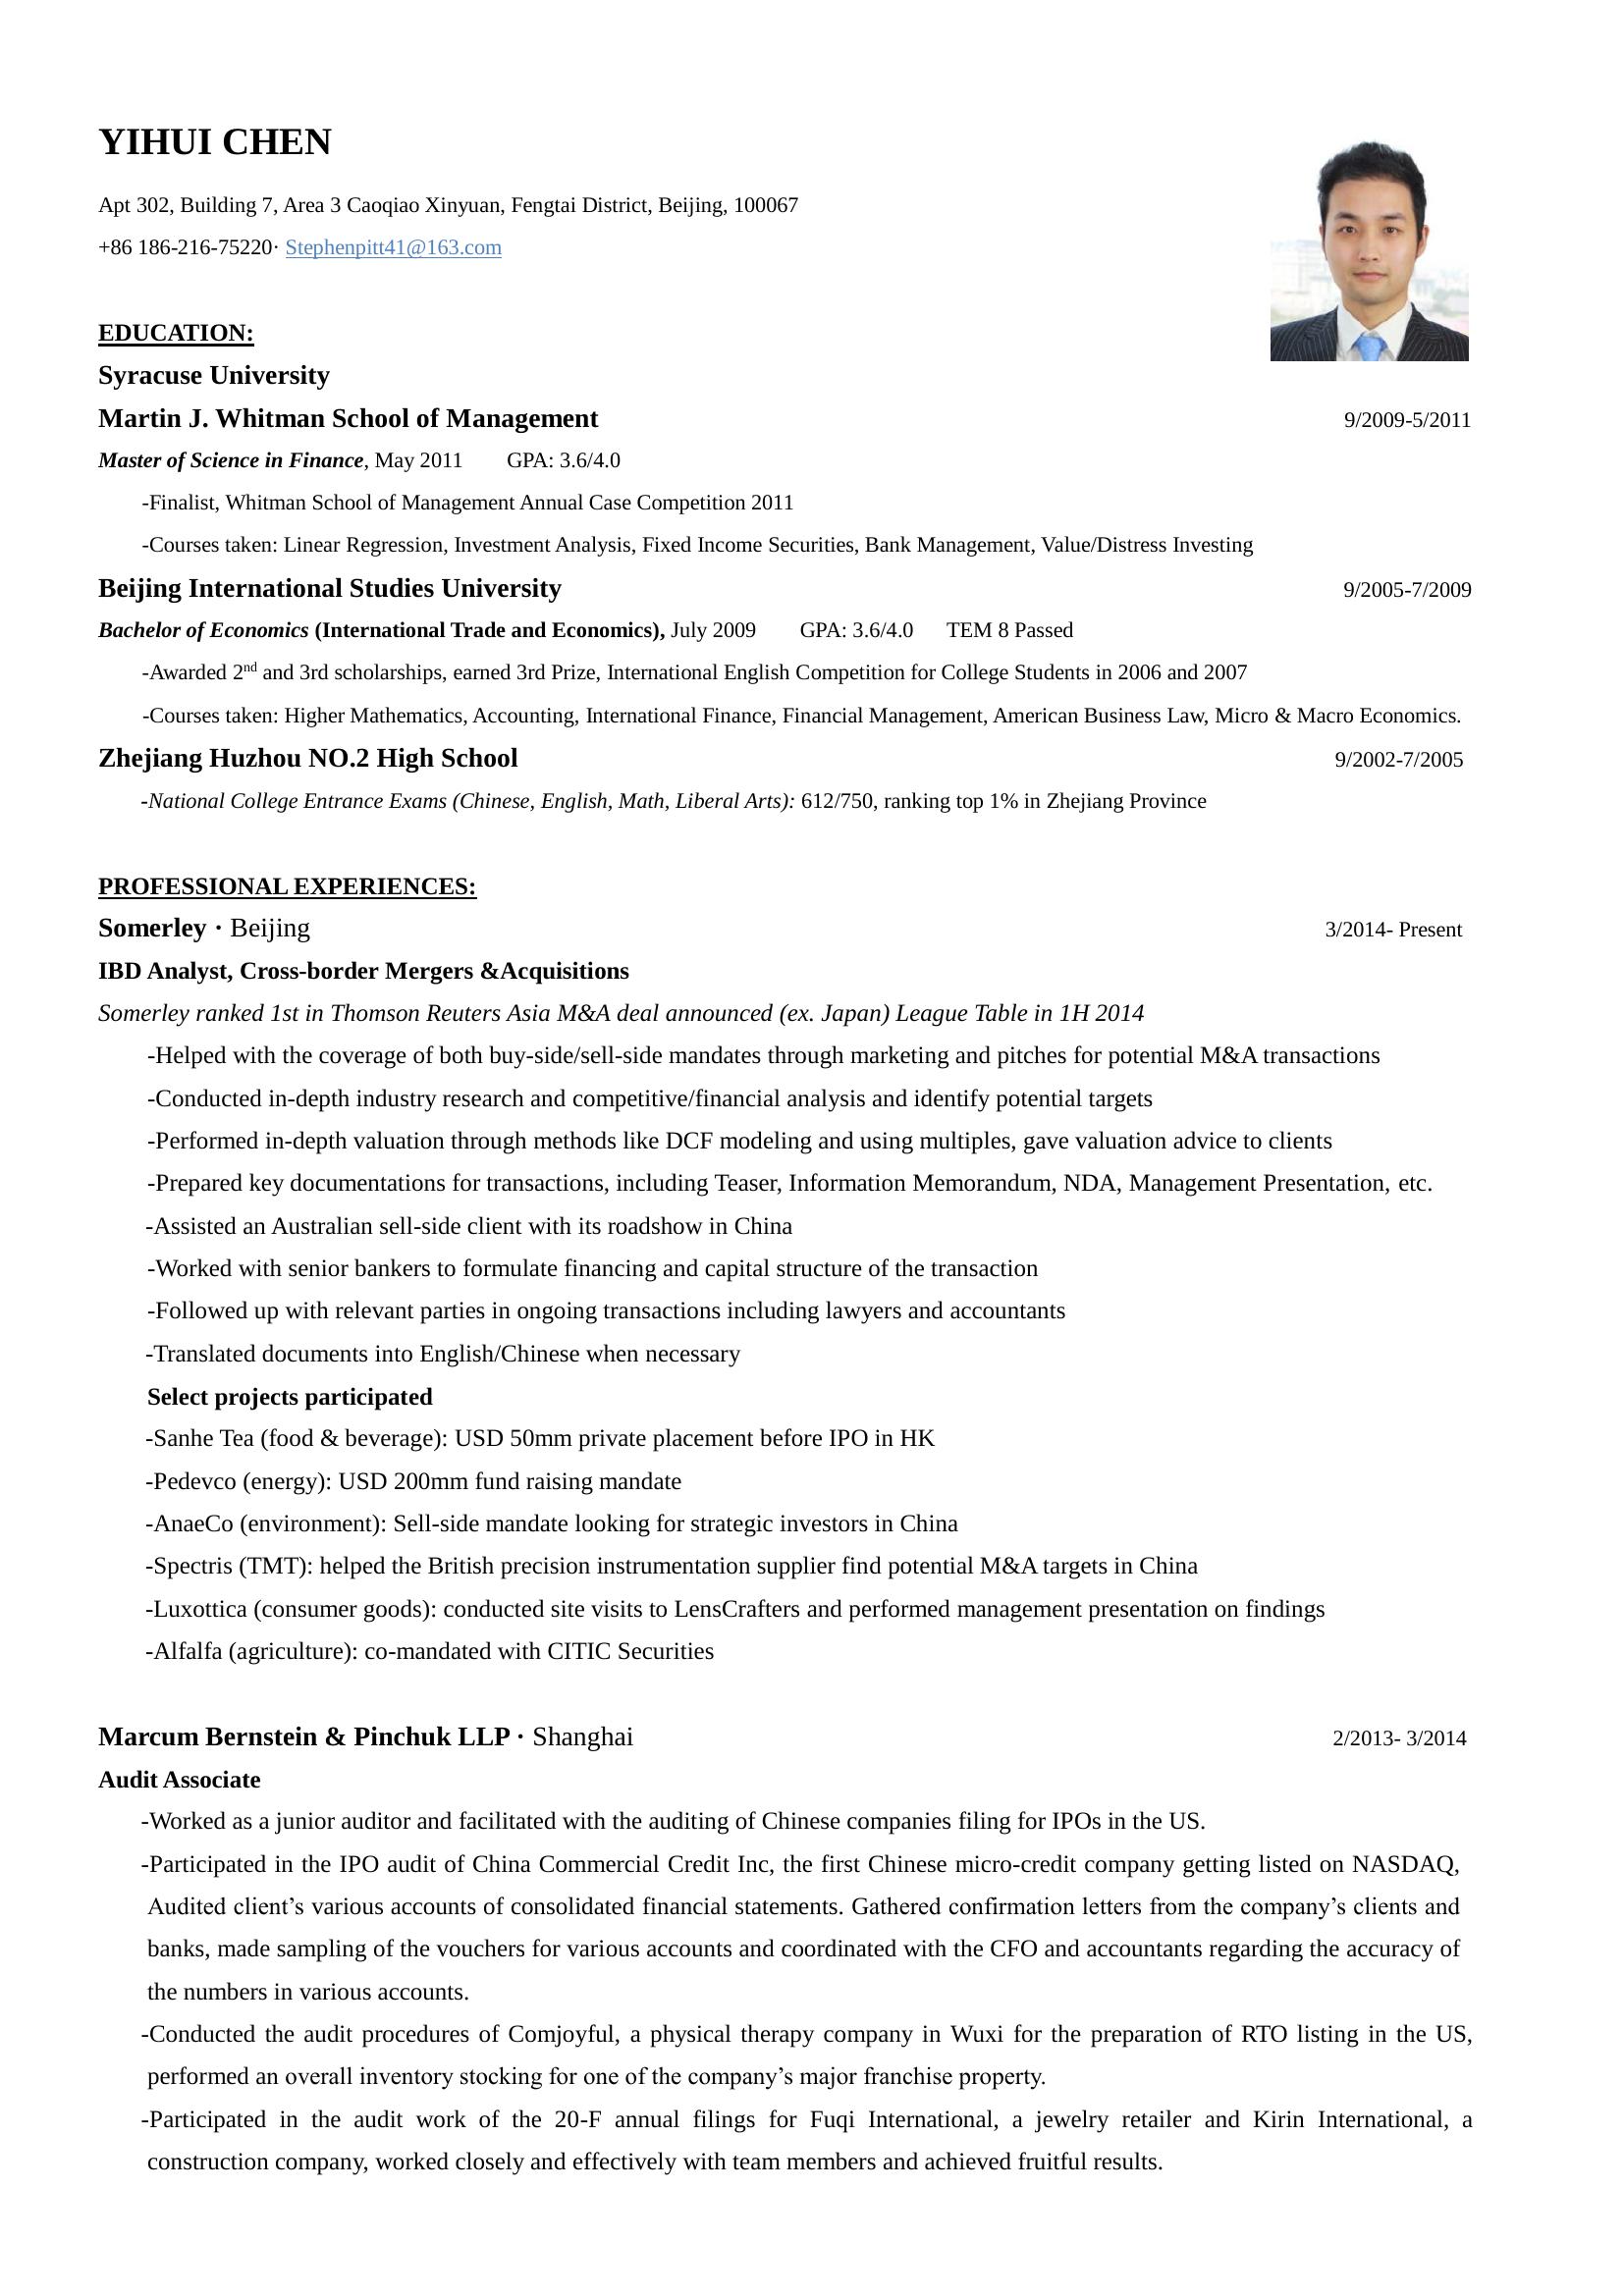 YIHUI CHEN
Apt 302, Building 7, Area 3 Caoqiao Xinyuan, Fengtai District, Beijing, 100067
+86 186-216-75220· Stephenpitt41@163.com
EDUCATION:
Syracuse University
Martin J. Whitman School of Management 9/2009-5/2011
Master of Science in Finance, May 2011 GPA: 3.6/4.0
-Finalist, Whitman School of Management Annual Case Competition 2011
-Courses taken: Linear Regression, Investment Analysis, Fixed Income Securities, Bank Management, Value/Distress Investing
Beijing International Studies University 9/2005-7/2009
Bachelor of Economics (International Trade and Economics), July 2009 GPA: 3.6/4.0 TEM 8 Passed
-Awarded 2nd and 3rd scholarships, earned 3rd Prize, International English Competition for College Students in 2006 and 2007
-Courses taken: Higher Mathematics, Accounting, International Finance, Financial Management, American Business Law, Micro & Macro Economics.
Zhejiang Huzhou NO.2 High School 9/2002-7/2005
-National College Entrance Exams (Chinese, English, Math, Liberal Arts): 612/750, ranking top 1% in Zhejiang Province
PROFESSIONAL EXPERIENCES:
Somerley · Beijing 3/2014- Present
IBD Analyst, Cross-border Mergers &Acquisitions
Somerley ranked 1st in Thomson Reuters Asia M&A deal announced (ex. Japan) League Table in 1H 2014
-Helped with the coverage of both buy-side/sell-side mandates through marketing and pitches for potential M&A transactions
-Conducted in-depth industry research and competitive/financial analysis and identify potential targets
-Performed in-depth valuation through methods like DCF modeling and using multiples, gave valuation advice to clients
-Prepared key documentations for transactions, including Teaser, Information Memorandum, NDA, Management Presentation, etc.
-Assisted an Australian sell-side client with its roadshow in China
-Worked with senior bankers to formulate financing and capital structure of the transaction
-Followed up with relevant parties in ongoing transactions including lawyers and accountants
-Translated documents into English/Chinese when necessary
Select projects participated
-Sanhe Tea (food & beverage): USD 50mm private placement before IPO in HK
-Pedevco (energy): USD 200mm fund raising mandate
-AnaeCo (environment): Sell-side mandate looking for strategic investors in China
-Spectris (TMT): helped the British precision instrumentation supplier find potential M&A targets in China
-Luxottica (consumer goods): conducted site visits to LensCrafters and performed management presentation on findings
-Alfalfa (agriculture): co-mandated with CITIC Securities
Marcum Bernstein & Pinchuk LLP · Shanghai 2/2013- 3/2014
Audit Associate
-Worked as a junior auditor and facilitated with the auditing of Chinese companies filing for IPOs in the US.
-Participated in the IPO audit of China Commercial Credit Inc, the first Chinese micro-credit company getting listed on NASDAQ,
Audited client’s various accounts of consolidated financial statements. Gathered confirmation letters from the company’s clients and
banks, made sampling of the vouchers for various accounts and coordinated with the CFO and accountants regarding the accuracy of
the numbers in various accounts.
-Conducted the audit procedures of Comjoyful, a physical therapy company in Wuxi for the preparation of RTO listing in the US,
performed an overall inventory stocking for one of the company’s major franchise property.
-Participated in the audit work of the 20-F annual filings for Fuqi International, a jewelry retailer and Kirin International, a
construction company, worked closely and effectively with team members and achieved fruitful results.